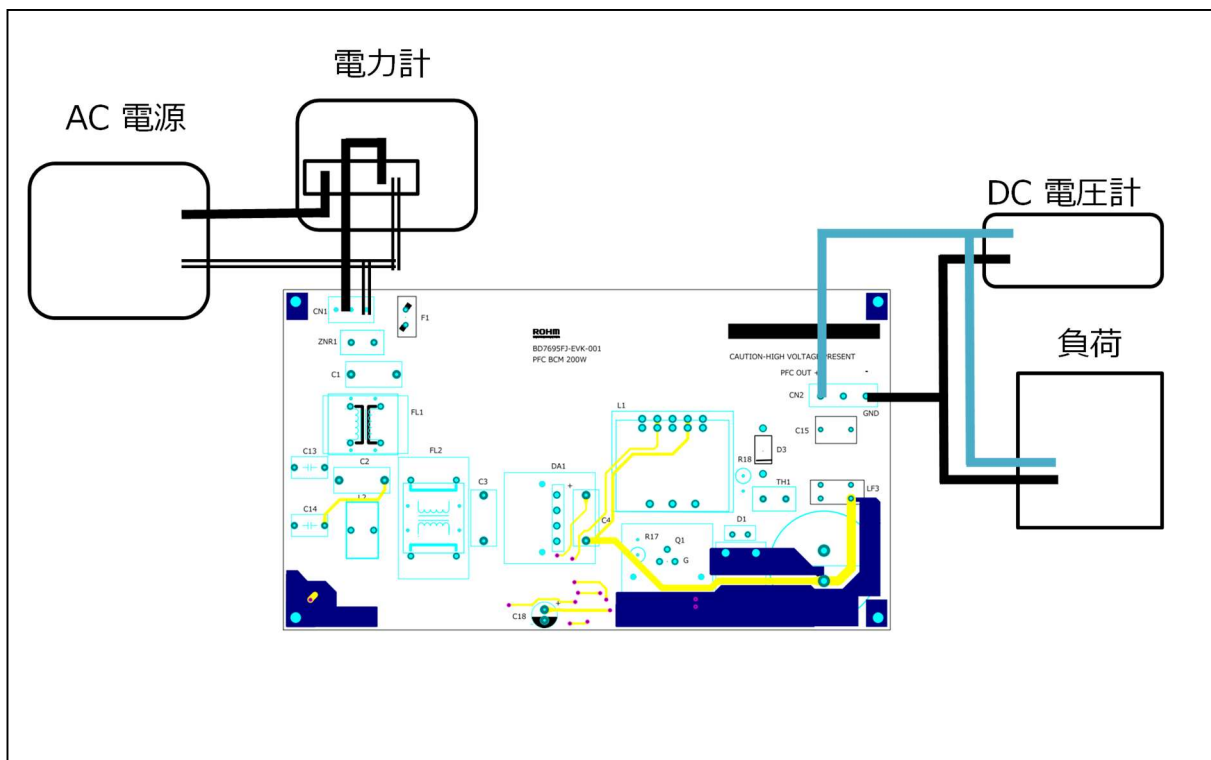 電力計
AC 電源
DC 電圧計
負荷
CN1
F1
ROHM
BD7695FJ-EVK-001
PFC BCM 200W
ZNR1
CAUTION-HIGH VOLTAGE PRESENT
PFC OUT +
-
C1
CN2
GND
FL1
L1
C15
C13
C2
FL2
C3
DA1
+
R18
D3
TH1
LF3
L2
C14
C4
D1
R17
Q1
G
+
C18